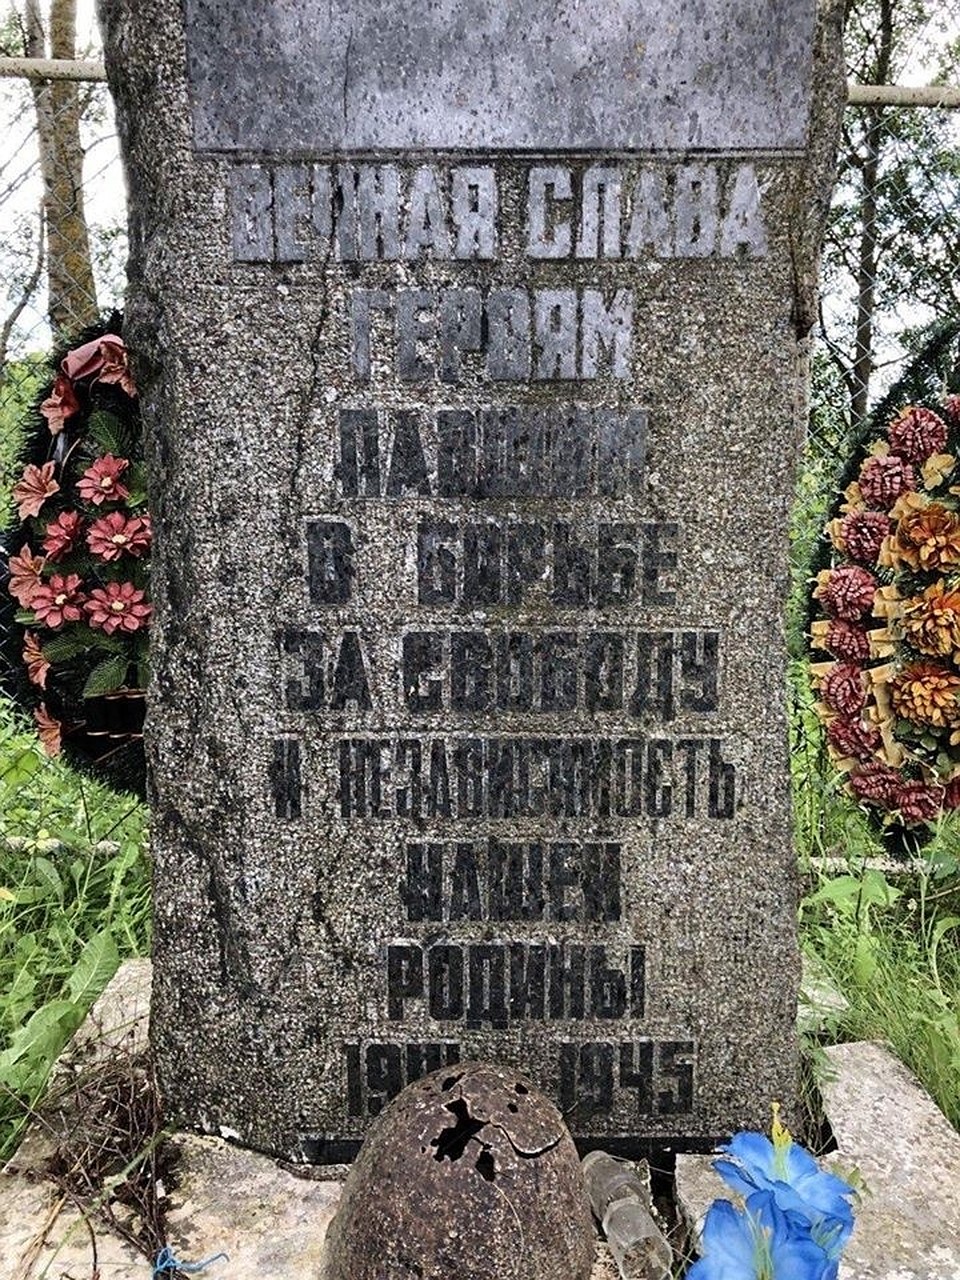 ВЕЧНАЯ СЛАВА
ГЕРОЯМ
ПАВШИМ
В БОРЬБЕ
ЗА СВОБОДУ
И НЕЗАВИСИМОСТЬ
НАШЕЙ
РОДИНЫ
1941 1945